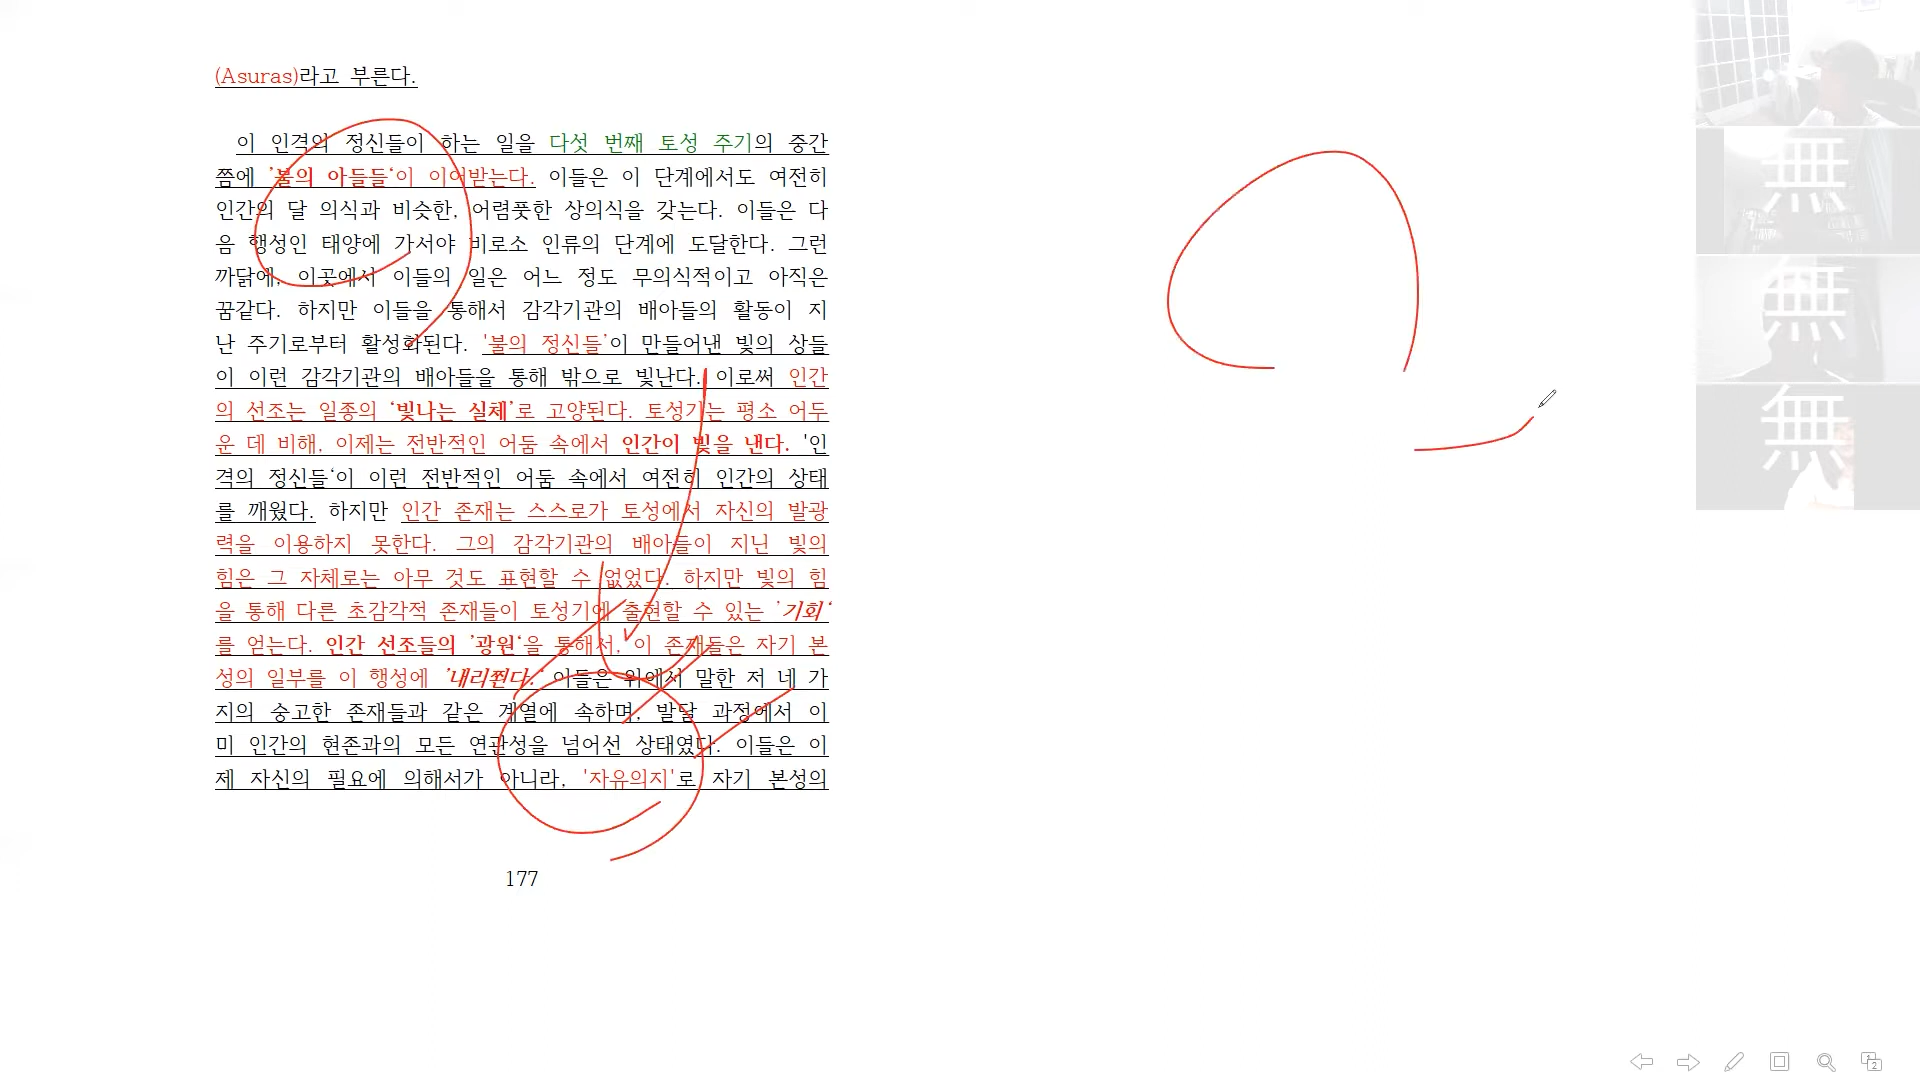 (Asuras)라고 부른다.
이 인격의 정신들이 하는 일을 다섯 번째 토성 주기의 중간
쯤에 '불의 아들들'이 이어받는다. 이들은 이 단계에서도 여전히
인간의 달 의식과 비슷한, 어렴풋한 상의식을 갖는다. 이들은 다
음 행성인 태양에 가서야 비로소 인류의 단계에 도달한다. 그런
까닭에, 이곳에서 이들의 일은 어느 정도 무의식적이고 아직은
꿈같다. 하지만 이들을 통해서 감각기관의 배아들의 활동이 지
난 주기로부터 활성화된다. '불의 정신들'이 만들어낸 빛의 상들
이 이런 감각기관의 배아들을 통해 밖으로 빛난다. 이로써 인간
의 선조는 일종의 '빛나는 실체'로 고양된다. 토성기는 평소 어두
운 데 비해, 이제는 전반적인 어둠 속에서 인간이 빛을 낸다. '인
격의 정신들'이 이런 전반적인 어둠 속에서 여전히 인간의 상태
를 깨웠다. 하지만 인간 존재는 스스로가 토성에서 자신의 발광
력을 이용하지 못한다. 그의 감각기관의 배아들이 지닌 빛의
힘은 그 자체로는 아무 것도 표현할 수 없었다. 하지만 빛의 힘
을 통해 다른 초감각적 존재들이 토성기에 출현할 수 있는 '기회'
를 얻는다. 인간 선조들의 '광원'을 통해서, 이 존재들은 자기 본
성의 일부를 이 행성에 '내리쬔다.' 이들은 위에서 말한 저 네 가
지의 숭고한 존재들과 같은 계열에 속하며, 발달 과정에서 이
미 인간의 현존과의 모든 연관성을 넘어선 상태였다. 이들은 이
제 자신의 필요에 의해서가 아니라, '자유의지'로 자기 본성의
177
無
無
無